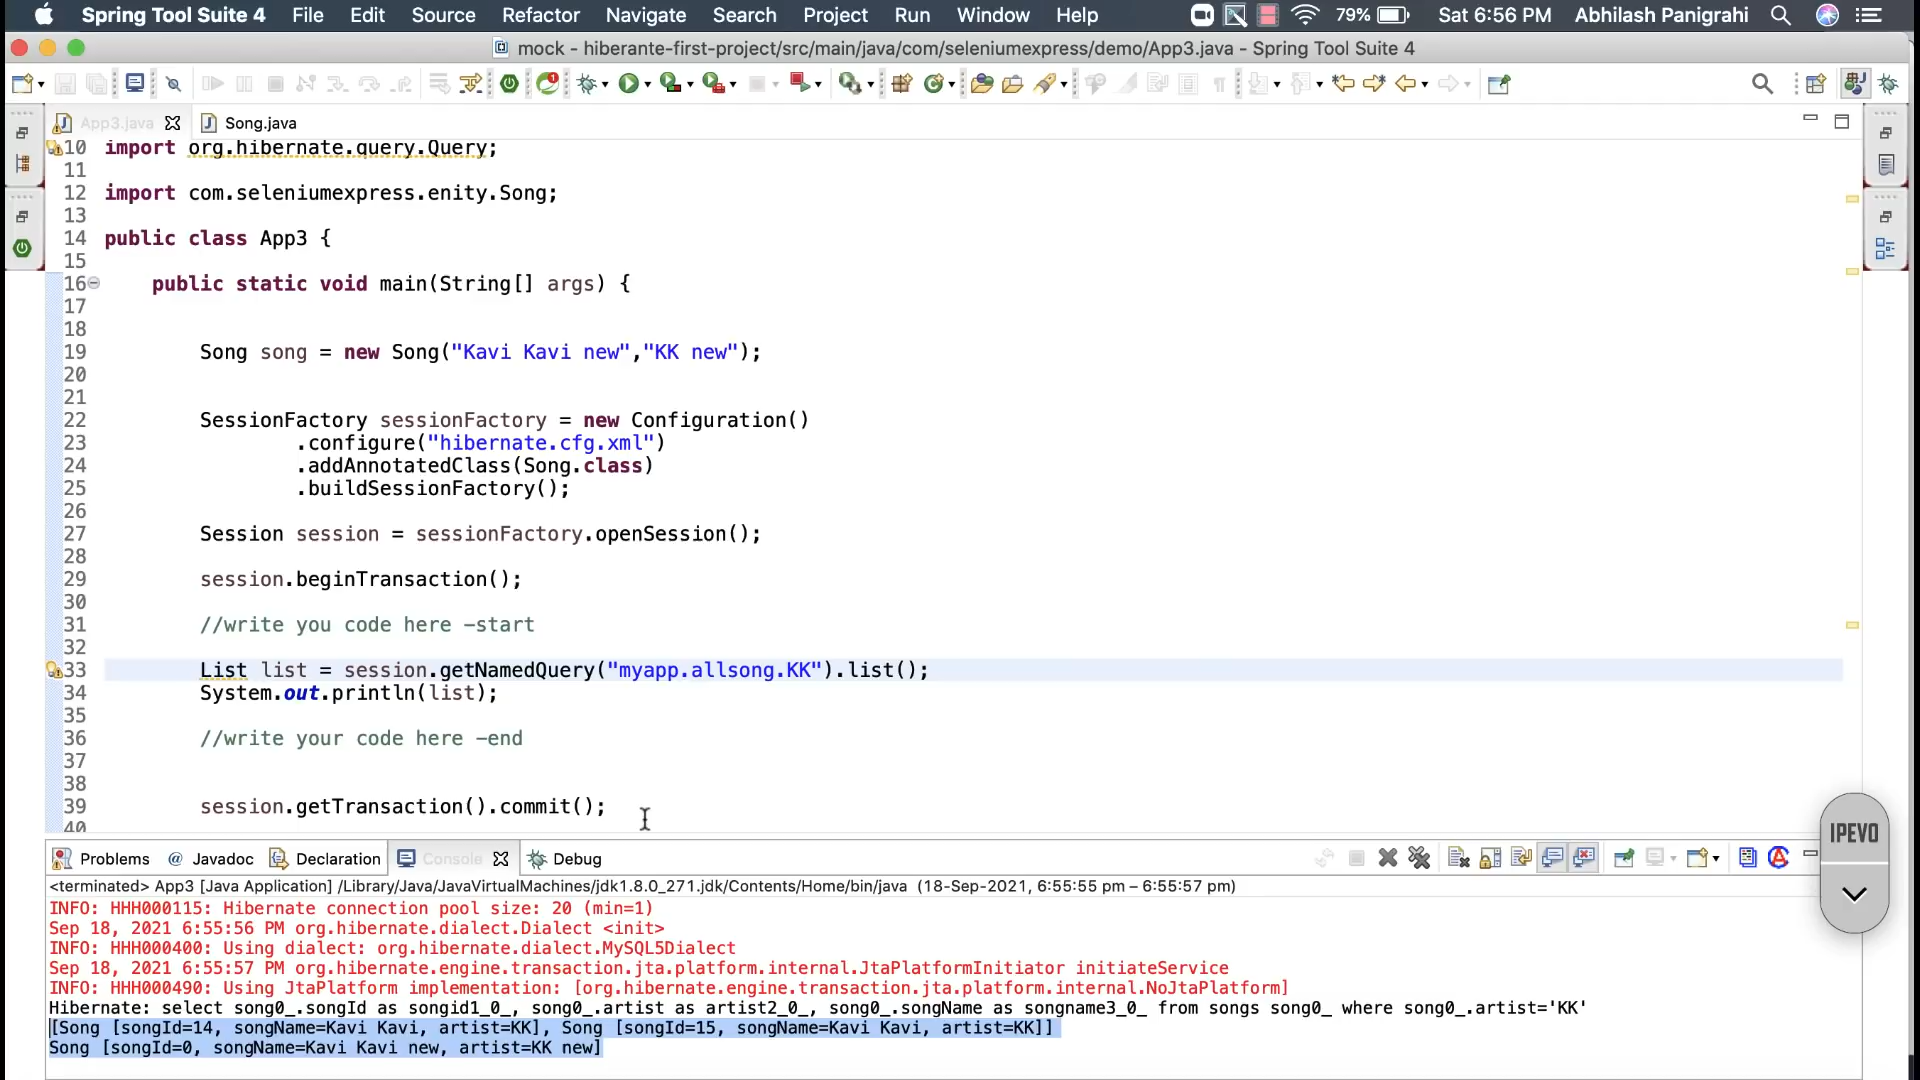 Spring Tool Suite 4 File Edit Source Refactor Navigate Search Project Run Window Help 79% Sat 6:56 PM Abhilash Panigrahi
mock - hiberante-first-project/src/main/java/com/seleniumexpress/demo/App3.java - Spring Tool Suite 4
App3.java Song.java
10 import org.hibernate.query.Query;
11
12 import com.seleniumexpress.enity.Song;
13
14 public class App3 {
15
16 public static void main(String[] args) {
17
18
19 Song song = new Song("Kavi Kavi new","KK new");
20
21
22 SessionFactory sessionFactory = new Configuration()
23 .configure("hibernate.cfg.xml")
24 .addAnnotatedClass(Song.class)
25 .buildSessionFactory();
26
27 Session session = sessionFactory.openSession();
28
29 session.beginTransaction();
30
31 //write you code here -start
32
33 List list = session.getNamedQuery("myapp.allsong.KK").list();
34 System.out.println(list);
35
36 //write your code here -end
37
38
39 session.getTransaction().commit();
40
IPEVO
Problems @ Javadoc Declaration Console Debug
<terminated> App3 [Java Application] /Library/Java/JavaVirtualMachines/jdk1.8.0_271.jdk/Contents/Home/bin/java (18-Sep-2021, 6:55:55 pm – 6:55:57 pm)
INFO: HHH000115: Hibernate connection pool size: 20 (min=1)
Sep 18, 2021 6:55:56 PM org.hibernate.dialect.Dialect <init>
INFO: HHH000400: Using dialect: org.hibernate.dialect.MySQL5Dialect
Sep 18, 2021 6:55:57 PM org.hibernate.engine.transaction.jta.platform.internal.JtaPlatformInitiator initiateService
INFO: HHH000490: Using JtaPlatform implementation: [org.hibernate.engine.transaction.jta.platform.internal.NoJtaPlatform]
Hibernate: select song0_.songId as songid1_0_, song0_.artist as artist2_0_, song0_.songName as songname3_0_ from songs song0_ where song0_.artist='KK'
[Song [songId=14, songName=Kavi Kavi, artist=KK], Song [songId=15, songName=Kavi Kavi, artist=KK]]
Song [songId=0, songName=Kavi Kavi new, artist=KK new]